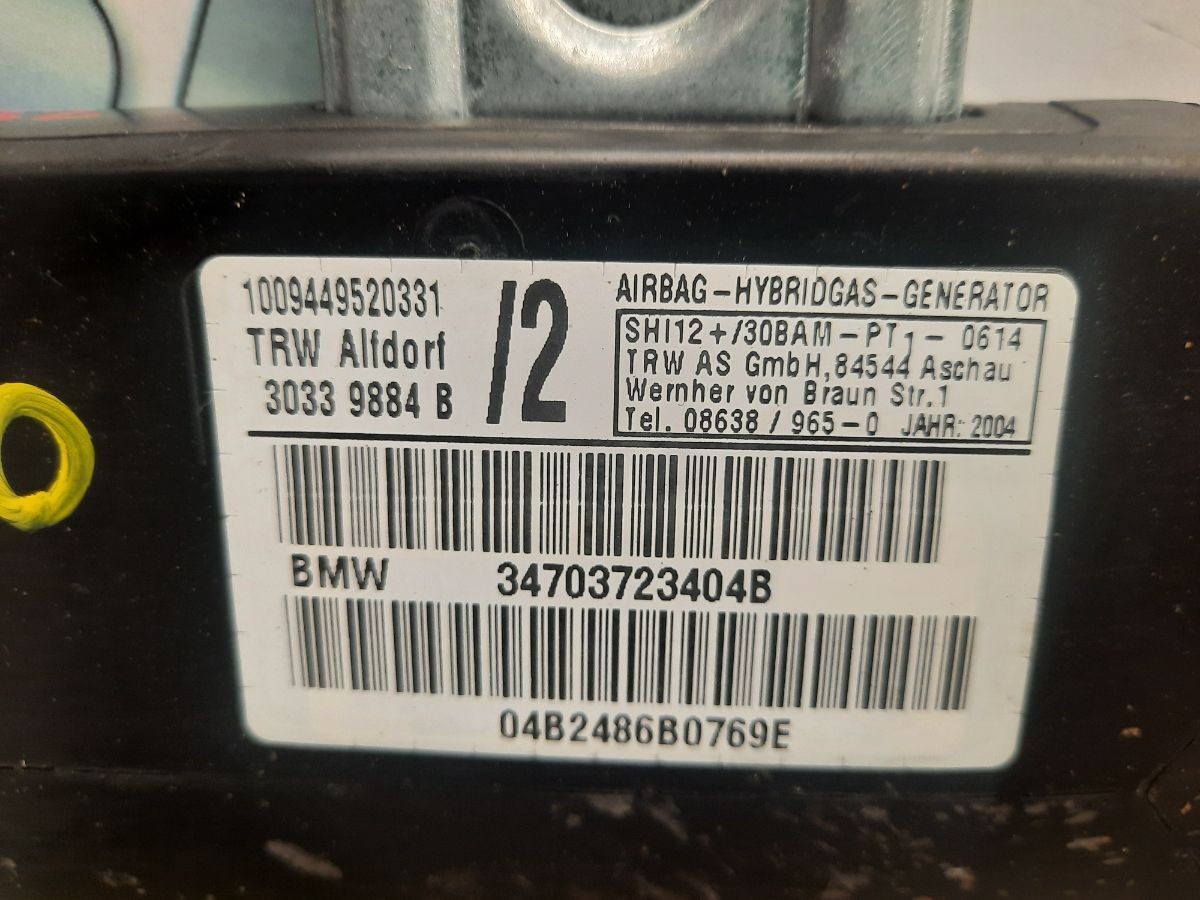 1009449520331
TRW Alfdorf
3033 9884 B
/2
AIRBAG-HYBRIDGAS-GENERATOR
SHI12+/30BAM-PT1-0614
TRW AS GmbH,84544 Aschau
Wernher von Braun Str.1
Tel. 08638 / 965-0 JAHR: 2004
BMW 34703723404B
04B2486B0769E